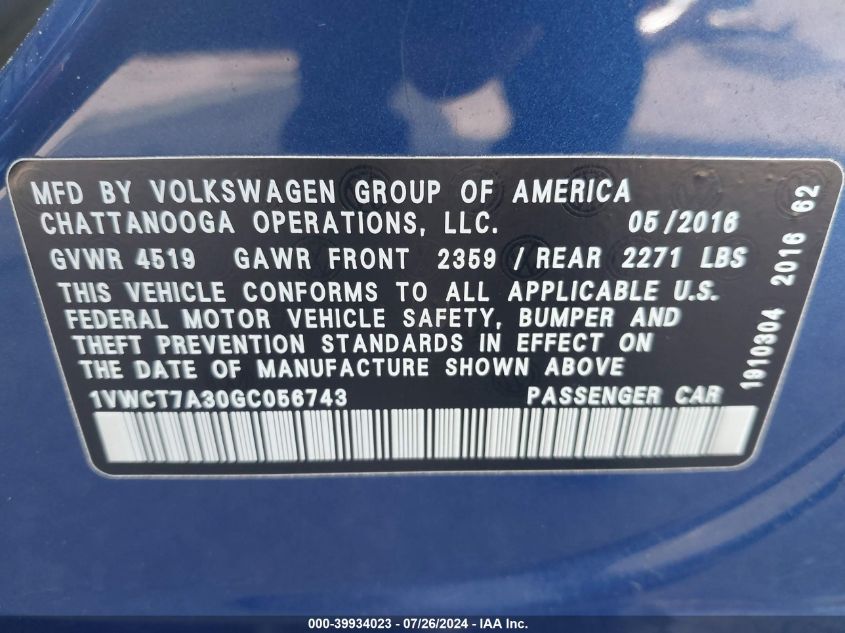 MFD BY VOLKSWAGEN GROUP OF AMERICA
CHATTANOOGA OPERATIONS, LLC. 05/2016
GVWR 4519 GAWR FRONT 2359 / REAR 2271 LBS
THIS VEHICLE CONFORMS TO ALL APPLICABLE U.S.
FEDERAL MOTOR VEHICLE SAFETY, BUMPER AND
THEFT PREVENTION STANDARDS IN EFFECT ON
THE DATE OF MANUFACTURE SHOWN ABOVE
1VWCT7A30GC056743 PASSENGER CAR
1910304 2016 62
000-39934023 - 07/26/2024 - IAA Inc.